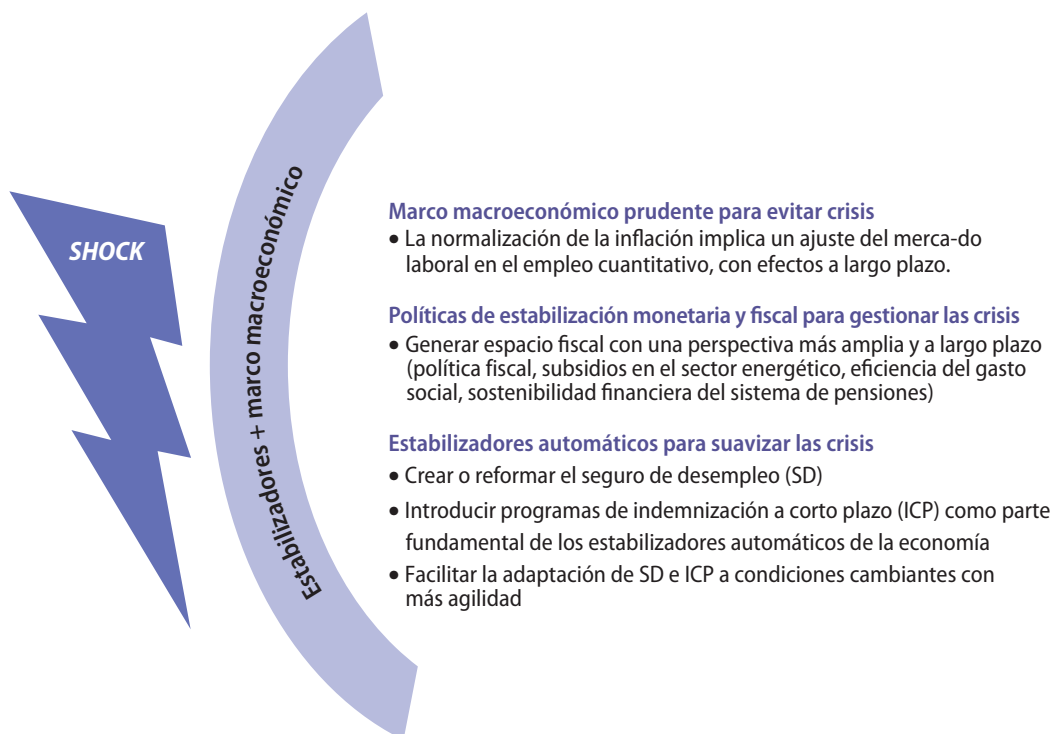 SHOCK
Estabilizadores + marco macroeconómico
Marco macroeconómico prudente para evitar crisis
• La normalización de la inflación implica un ajuste del merca-do
laboral en el empleo cuantitativo, con efectos a largo plazo.
Políticas de estabilización monetaria y fiscal para gestionar las crisis
• Generar espacio fiscal con una perspectiva más amplia y a largo plazo
(política fiscal, subsidios en el sector energético, eficiencia del gasto
social, sostenibilidad financiera del sistema de pensiones)
Estabilizadores automáticos para suavizar las crisis
• Crear o reformar el seguro de desempleo (SD)
• Introducir programas de indemnización a corto plazo (ICP) como parte
fundamental de los estabilizadores automáticos de la economía
• Facilitar la adaptación de SD e ICP a condiciones cambiantes con
más agilidad